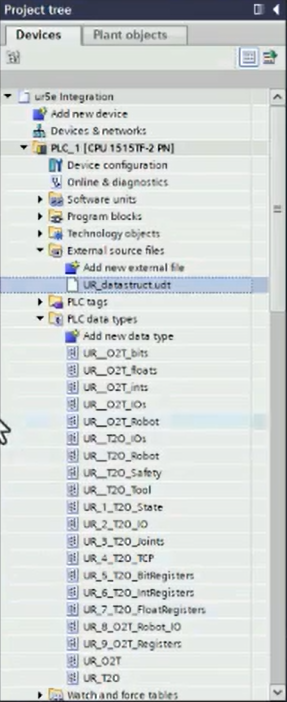 Project tree
Devices
Plant objects
ur5e Integration
Add new device
Devices & networks
PLC_1 [CPU 1515TF-2 PN]
Device configuration
Online & diagnostics
Software units
Program blocks
Technology objects
External source files
Add new external file
UR_datastruct.udt
PLC tags
PLC data types
Add new data type
UR__O2T_bits
UR__O2T_floats
UR__O2T_ints
UR__O2T_IOs
UR__O2T_Robot
UR__T2O_IOs
UR__T2O_Robot
UR__T2O_Safety
UR__T2O_Tool
UR_1_T2O_State
UR_2_T2O_IO
UR_3_T2O_Joints
UR_4_T2O_TCP
UR_5_T2O_BitRegisters
UR_6_T2O_IntRegisters
UR_7_T2O_FloatRegisters
UR_8_O2T_Robot_IO
UR_9_O2T_Registers
UR_O2T
UR_T2O
Watch and force tables